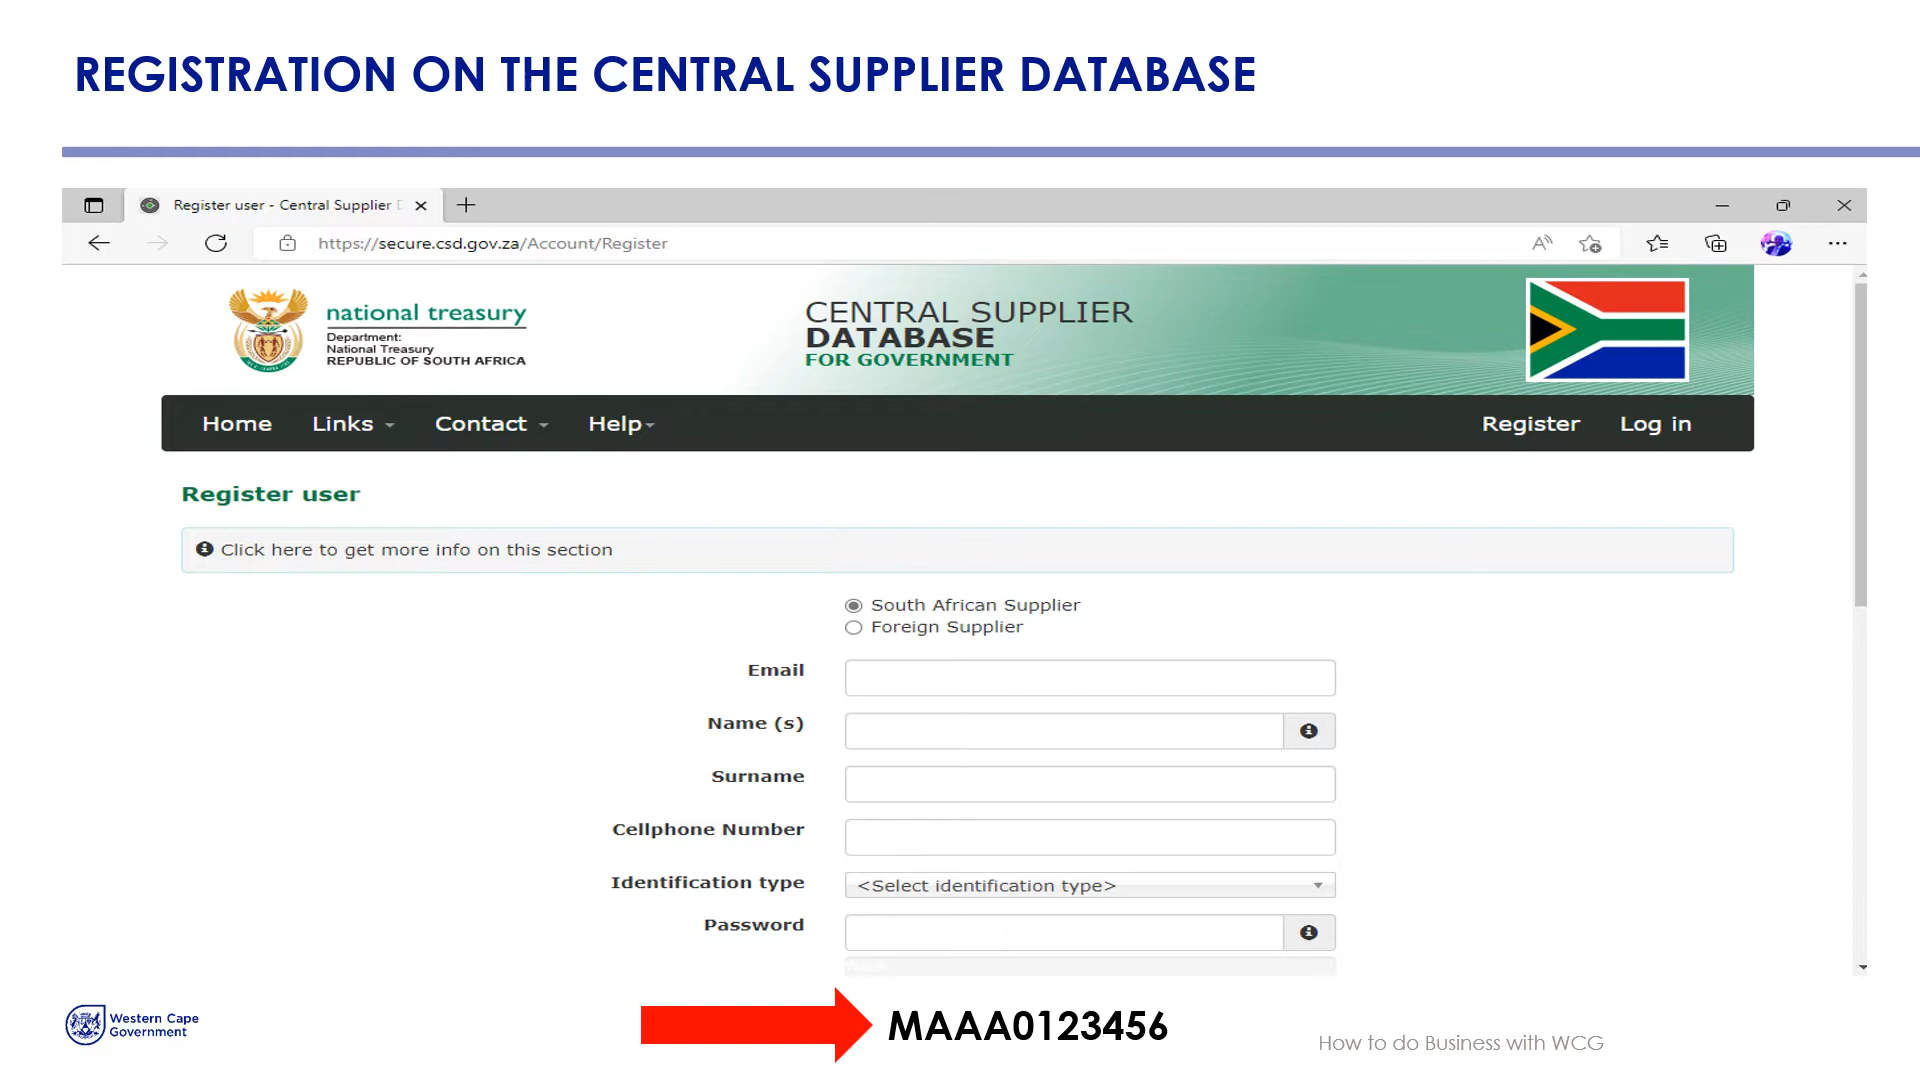 REGISTRATION ON THE CENTRAL SUPPLIER DATABASE
Register user - Central Supplier
https://secure.csd.gov.za/Account/Register
national treasury
Department:
National Treasury
REPUBLIC OF SOUTH AFRICA
CENTRAL SUPPLIER
DATABASE
FOR GOVERNMENT
Home Links Contact Help Register Log in
Register user
Click here to get more info on this section
South African Supplier
Foreign Supplier
Email
Name (s)
Surname
Cellphone Number
Identification type <Select identification type>
Password
Western Cape
Government
MAAA0123456
How to do Business with WCG